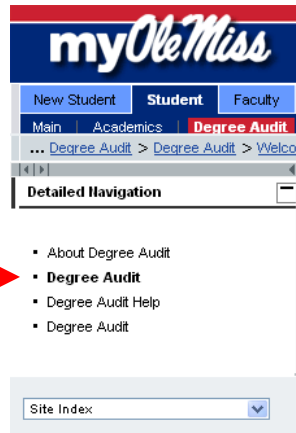 myOleMiss
New Student Student Faculty
Main | Academics | Degree Audit
... Degree Audit > Degree Audit > Welco
Detailed Navigation
About Degree Audit
Degree Audit
Degree Audit Help
Degree Audit
Site Index